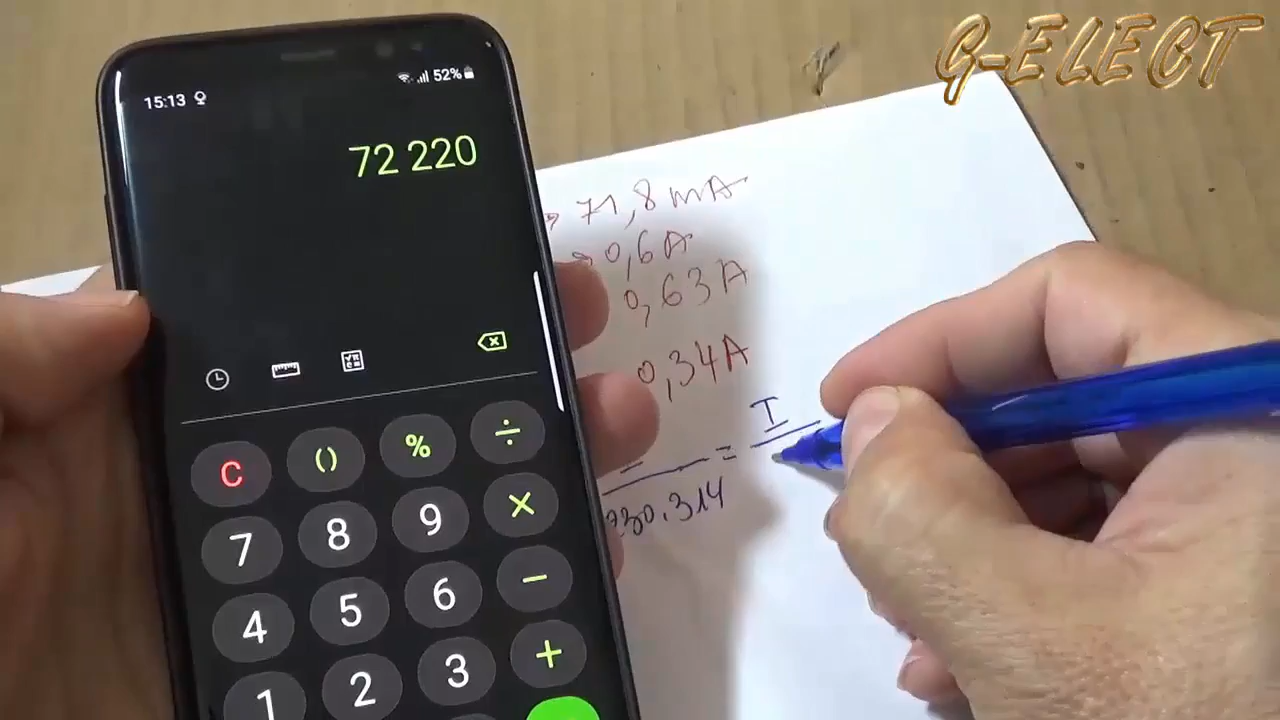 G-ELECT
15:13
52%
72 220
C
()
%
÷
7
8
9
×
4
5
6
−
1
2
3
+
71,8 mA
0,6A
0,63A
0,34A
= I
230.314